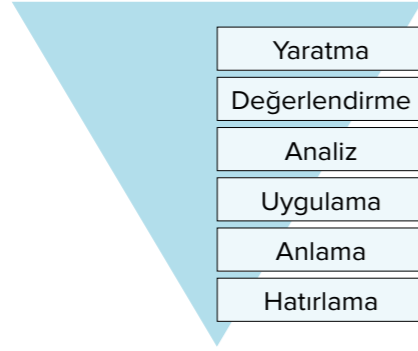 Yaratma
Değerlendirme
Analiz
Uygulama
Anlama
Hatırlama